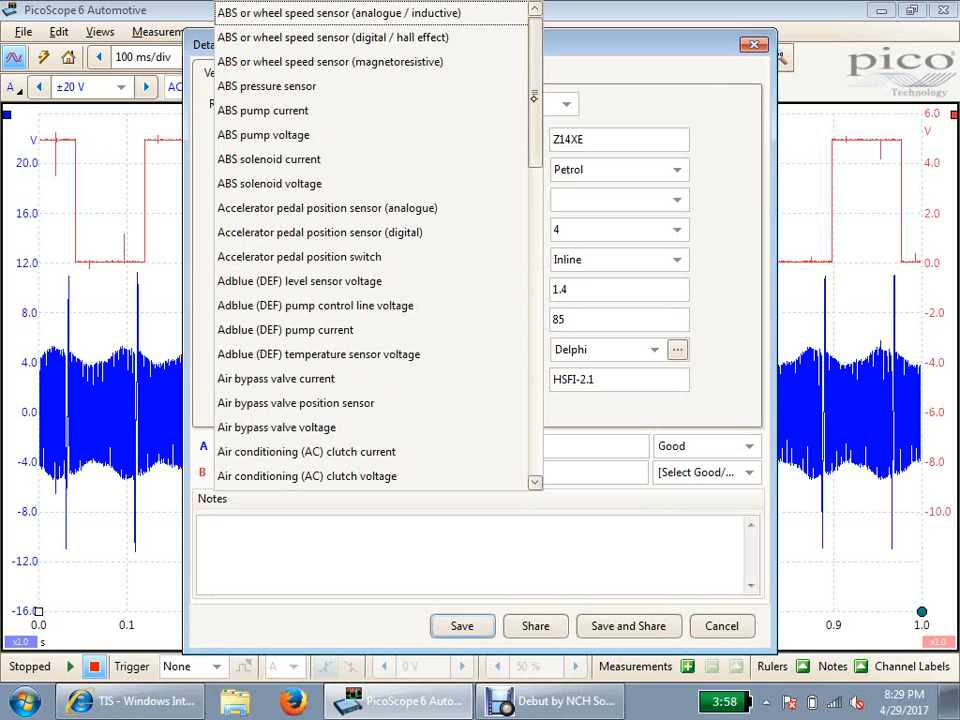 PicoScope 6 Automotive
File Edit Views Measurem
100 ms/div
A ±20 V AC
pico
Technology
Deta
Ve
R
ABS or wheel speed sensor (analogue / inductive)
ABS or wheel speed sensor (digital / hall effect)
ABS or wheel speed sensor (magnetoresistive)
ABS pressure sensor
ABS pump current
ABS pump voltage
ABS solenoid current
ABS solenoid voltage
Accelerator pedal position sensor (analogue)
Accelerator pedal position sensor (digital)
Accelerator pedal position switch
Adblue (DEF) level sensor voltage
Adblue (DEF) pump control line voltage
Adblue (DEF) pump current
Adblue (DEF) temperature sensor voltage
Air bypass valve current
Air bypass valve position sensor
Air bypass valve voltage
Air conditioning (AC) clutch current
Air conditioning (AC) clutch voltage
Z14XE
Petrol
4
Inline
1.4
85
Delphi ...
HSFI-2.1
A Good
B [Select Good/...
Notes
Save Share Save and Share Cancel
V
20.0
16.0
12.0
8.0
4.0
0.0
-4.0
-8.0
-12.0
-16.0
6.0
V
4.0
2.0
0.0
-2.0
-4.0
-6.0
-8.0
-10.0
0.0 0.1 0.9 1.0
x1.0 s x1.0
Stopped Trigger None A 0 V 50 % Measurements Rulers Notes Channel Labels
TIS - Windows Int... PicoScope 6 Auto... Debut by NCH So... 3:58 8:29 PM
4/29/2017